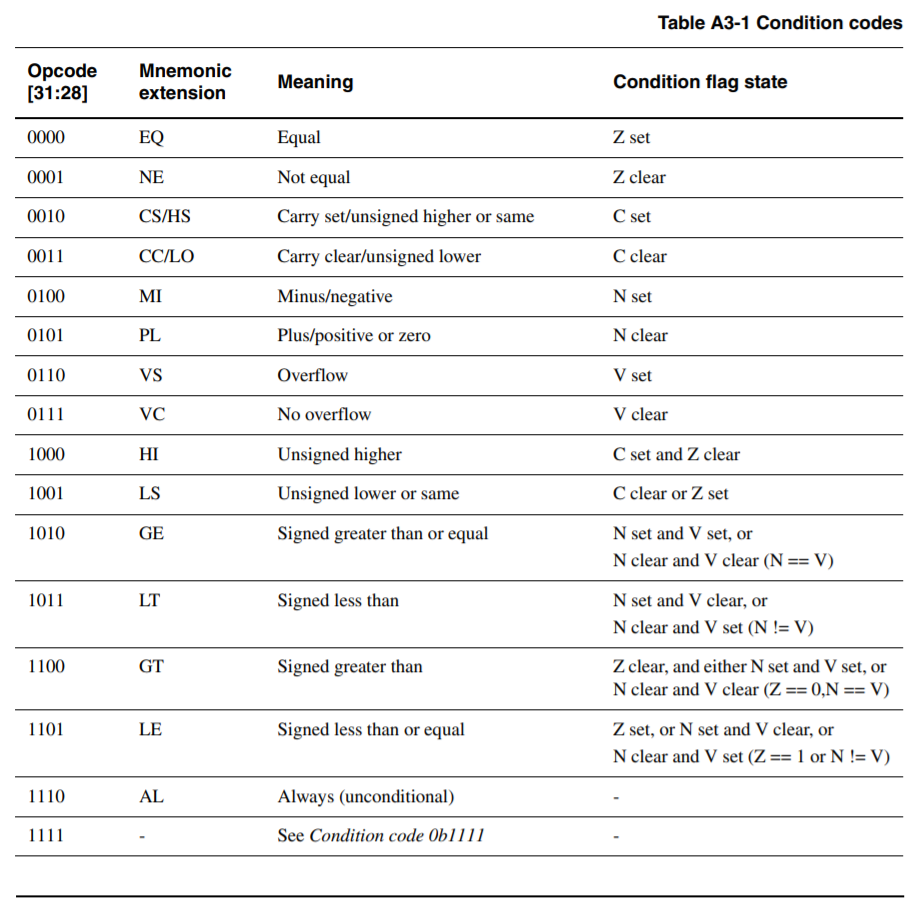 Table A3-1 Condition codes
Opcode [31:28] Mnemonic extension Meaning Condition flag state
0000 EQ Equal Z set
0001 NE Not equal Z clear
0010 CS/HS Carry set/unsigned higher or same C set
0011 CC/LO Carry clear/unsigned lower C clear
0100 MI Minus/negative N set
0101 PL Plus/positive or zero N clear
0110 VS Overflow V set
0111 VC No overflow V clear
1000 HI Unsigned higher C set and Z clear
1001 LS Unsigned lower or same C clear or Z set
1010 GE Signed greater than or equal N set and V set, or
N clear and V clear (N == V)
1011 LT Signed less than N set and V clear, or
N clear and V set (N != V)
1100 GT Signed greater than Z clear, and either N set and V set, or
N clear and V clear (Z == 0,N == V)
1101 LE Signed less than or equal Z set, or N set and V clear, or
N clear and V set (Z == 1 or N != V)
1110 AL Always (unconditional) -
1111 - See Condition code 0b1111 -